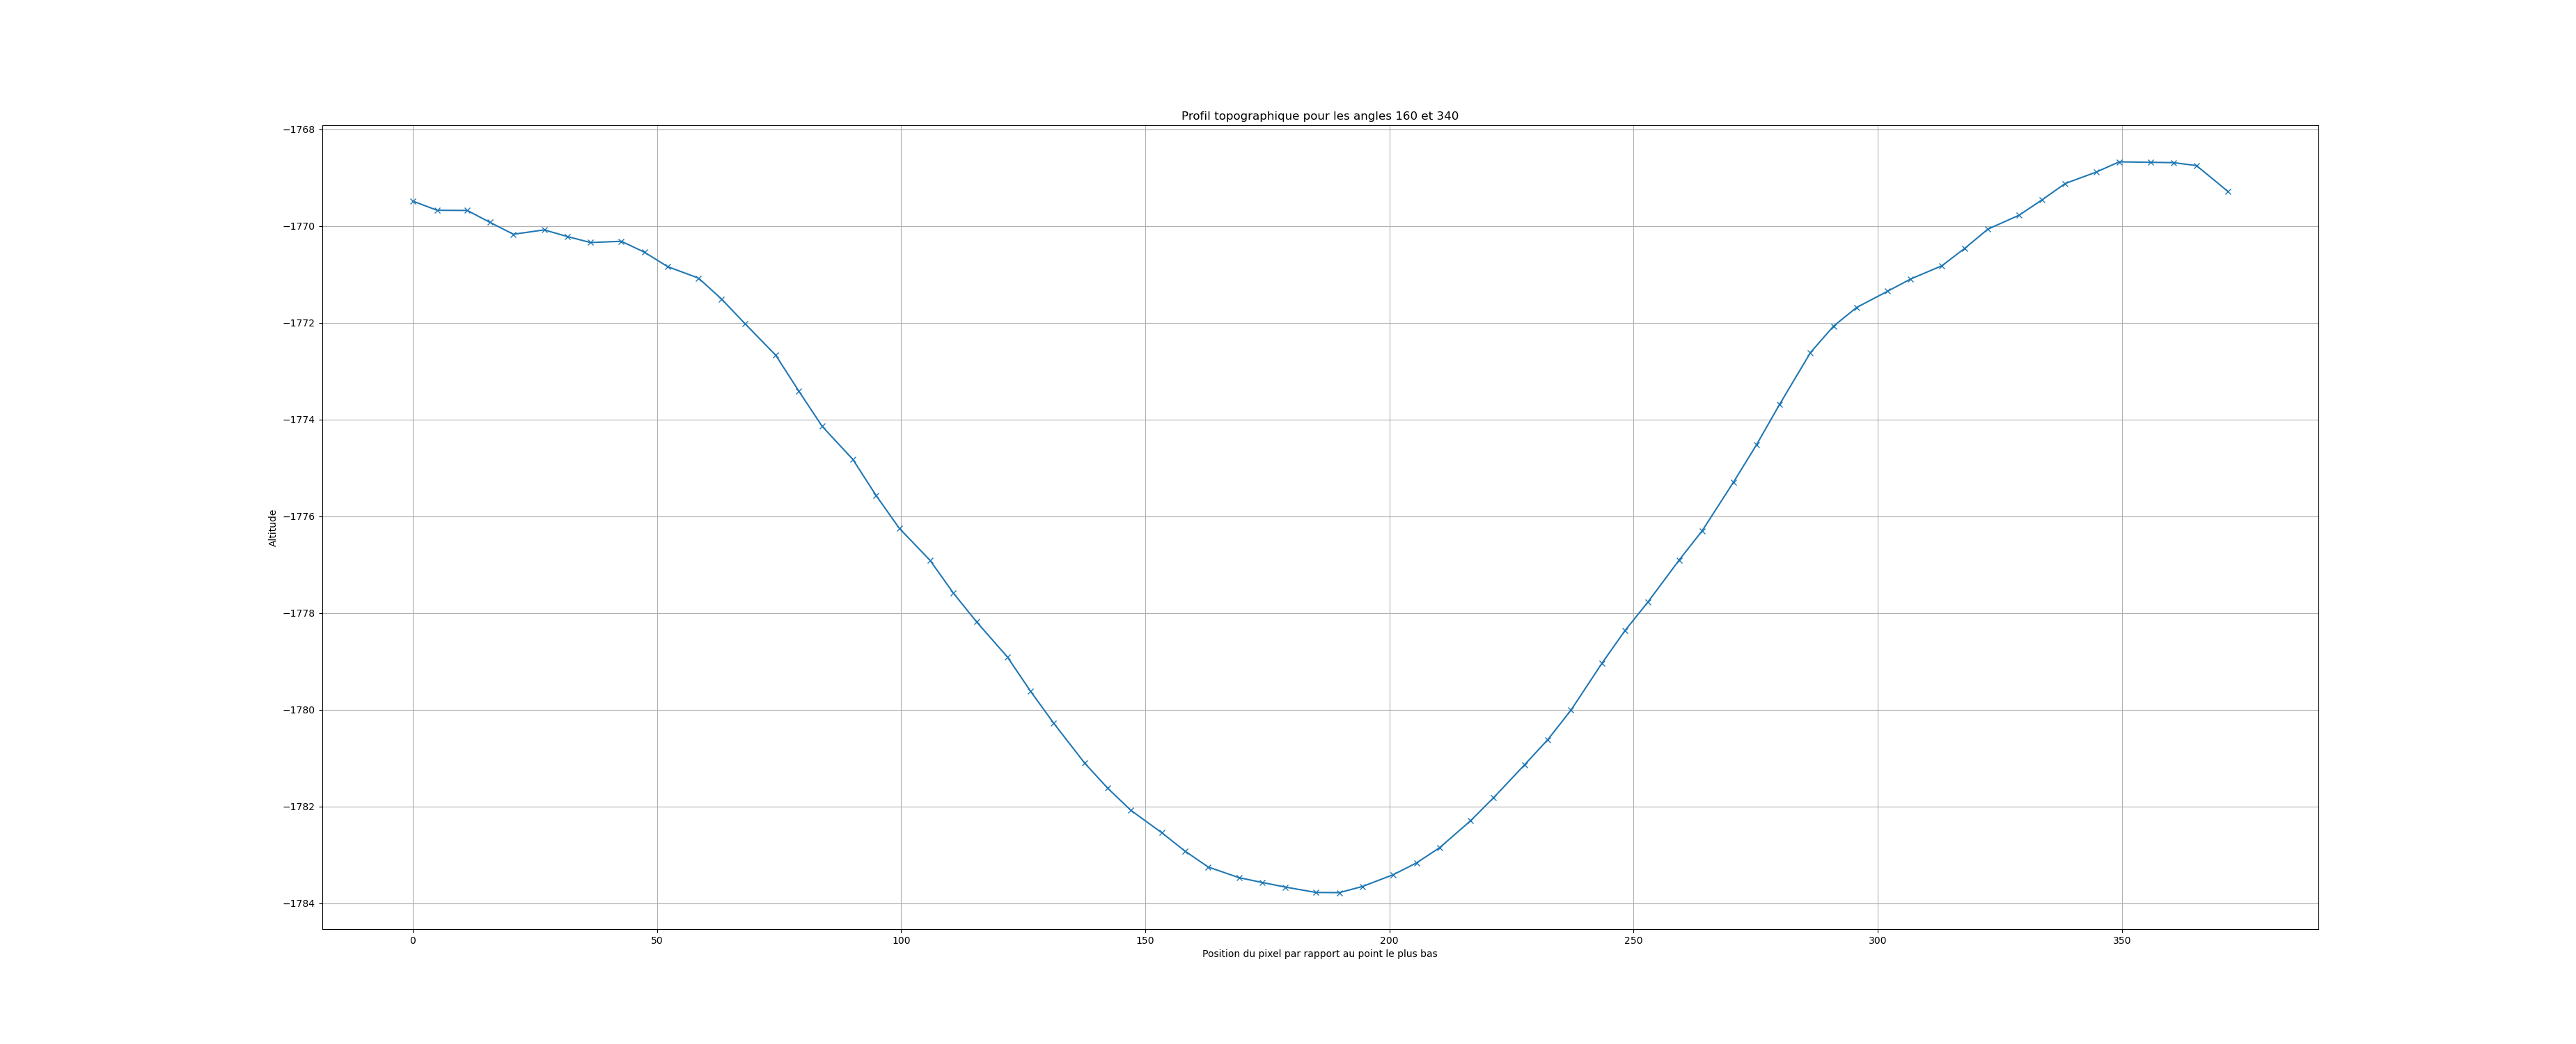 Profil topographique pour les angles 160 et 340
−1768
−1770
−1772
−1774
−1776
−1778
−1780
−1782
−1784
Altitude
0 50 100 150 200 250 300 350
Position du pixel par rapport au point le plus bas